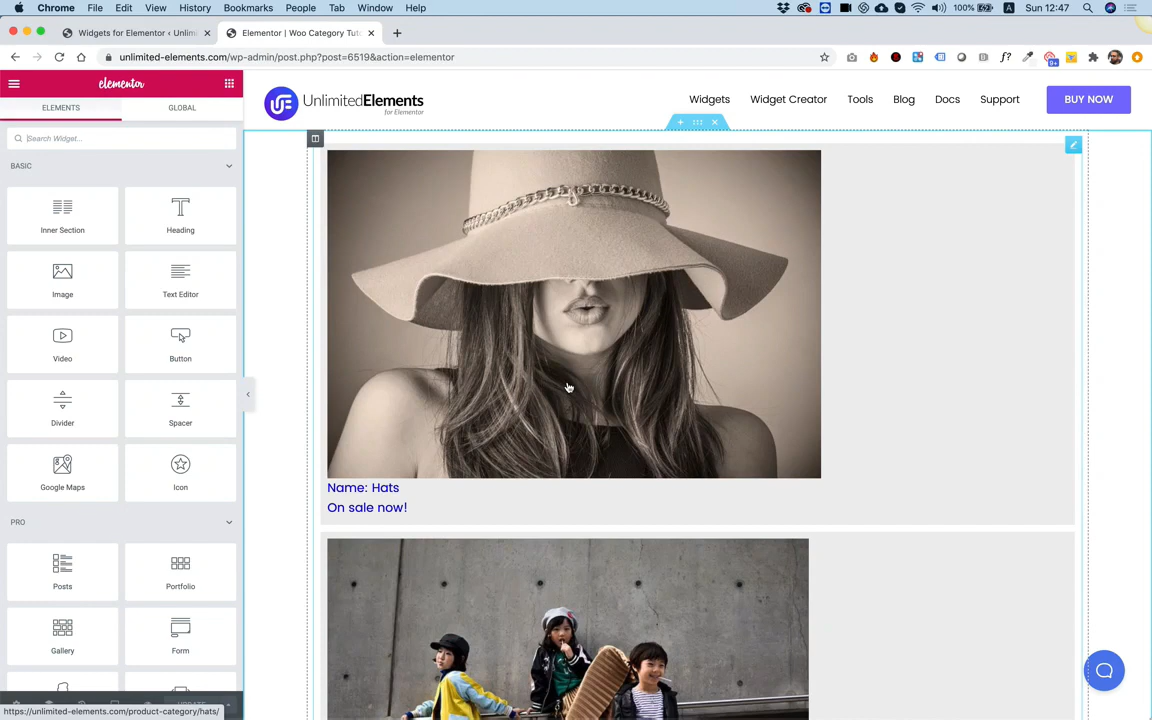 Chrome File Edit View Bookmarks People Tab Window Help 100% A Sun 12:47
Widgets for Elementor ‹ Unlim
Elementor | Woo Category Tuto
unlimited-elements.com/wp-admin/post.php?post=6519&action=elementor
f?
9+
elementor
ELEMENTS GLOBAL
Search Widget...
BASIC
Inner Section Heading
Image Text Editor
Video Button
Divider Spacer
Google Maps Icon
PRO
Posts Portfolio
Gallery Form
https://unlimited-elements.com/product-category/hats/
UE UnlimitedElements
for Elementor
Widgets Widget Creator Tools Blog Docs Support BUY NOW
Name: Hats
On sale now!